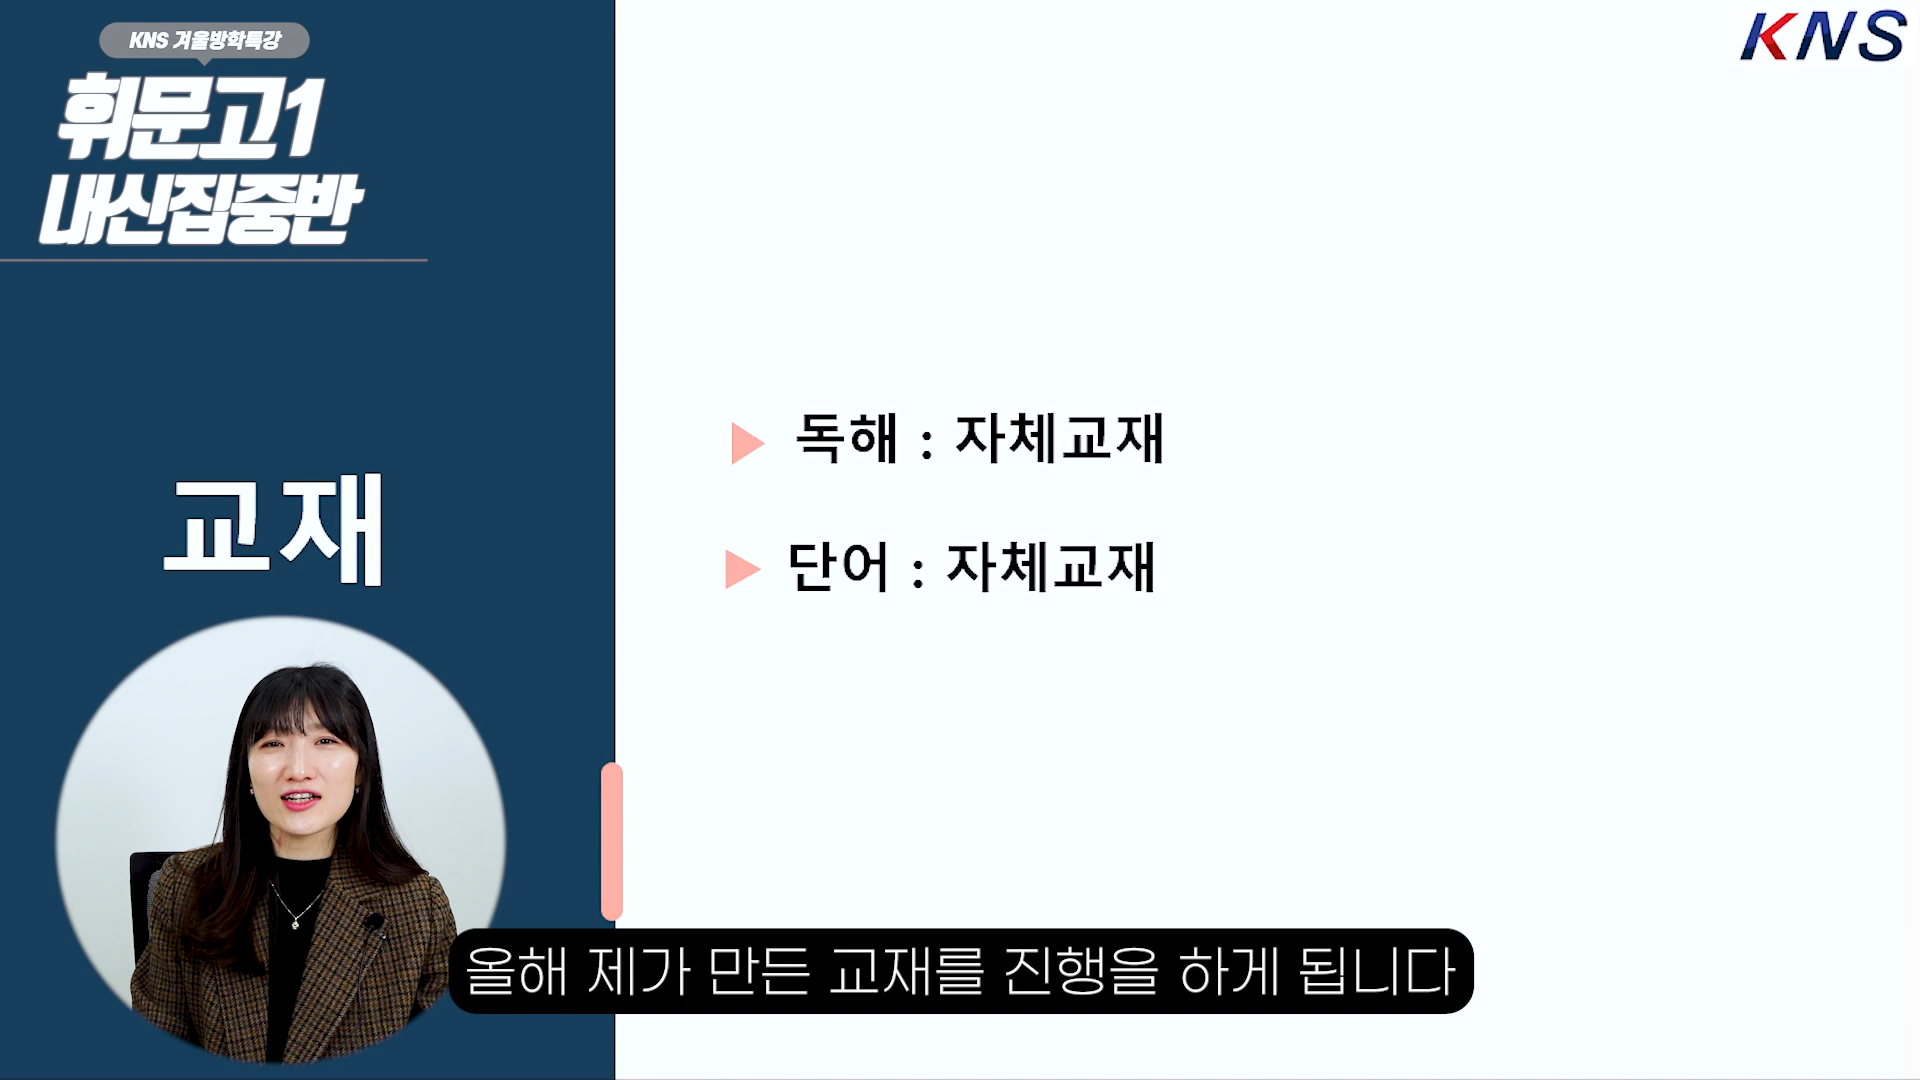 KNS 겨울방학특강
휘문고1
내신집중반
KNS
교재
독해 : 자체교재
단어 : 자체교재
올해 제가 만든 교재를 진행을 하게 됩니다